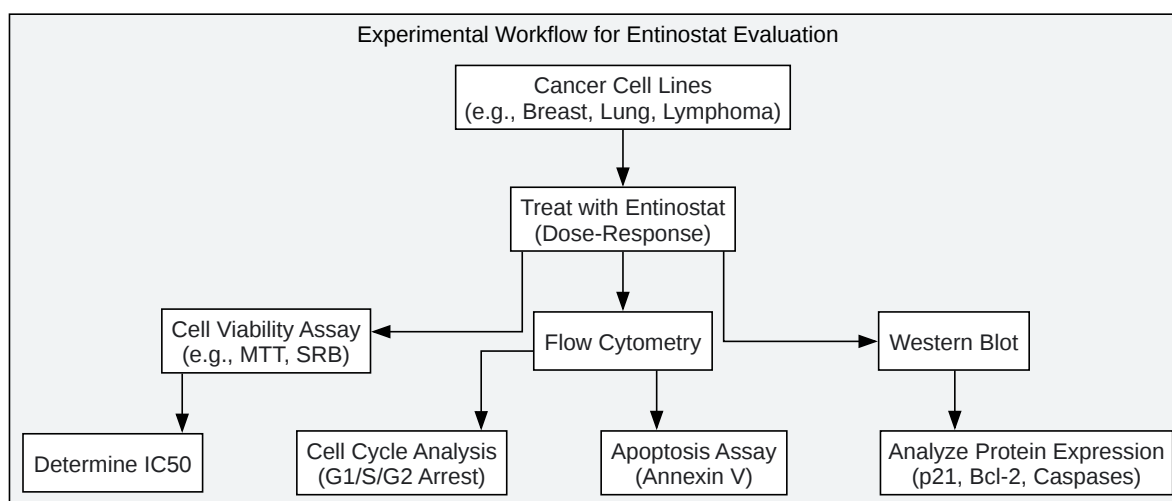 Experimental Workflow for Entinostat Evaluation
Cancer Cell Lines
(e.g., Breast, Lung, Lymphoma)
Treat with Entinostat
(Dose-Response)
Cell Viability Assay
(e.g., MTT, SRB)
Flow Cytometry
Western Blot
Determine IC50
Cell Cycle Analysis
(G1/S/G2 Arrest)
Apoptosis Assay
(Annexin V)
Analyze Protein Expression
(p21, Bcl-2, Caspases)